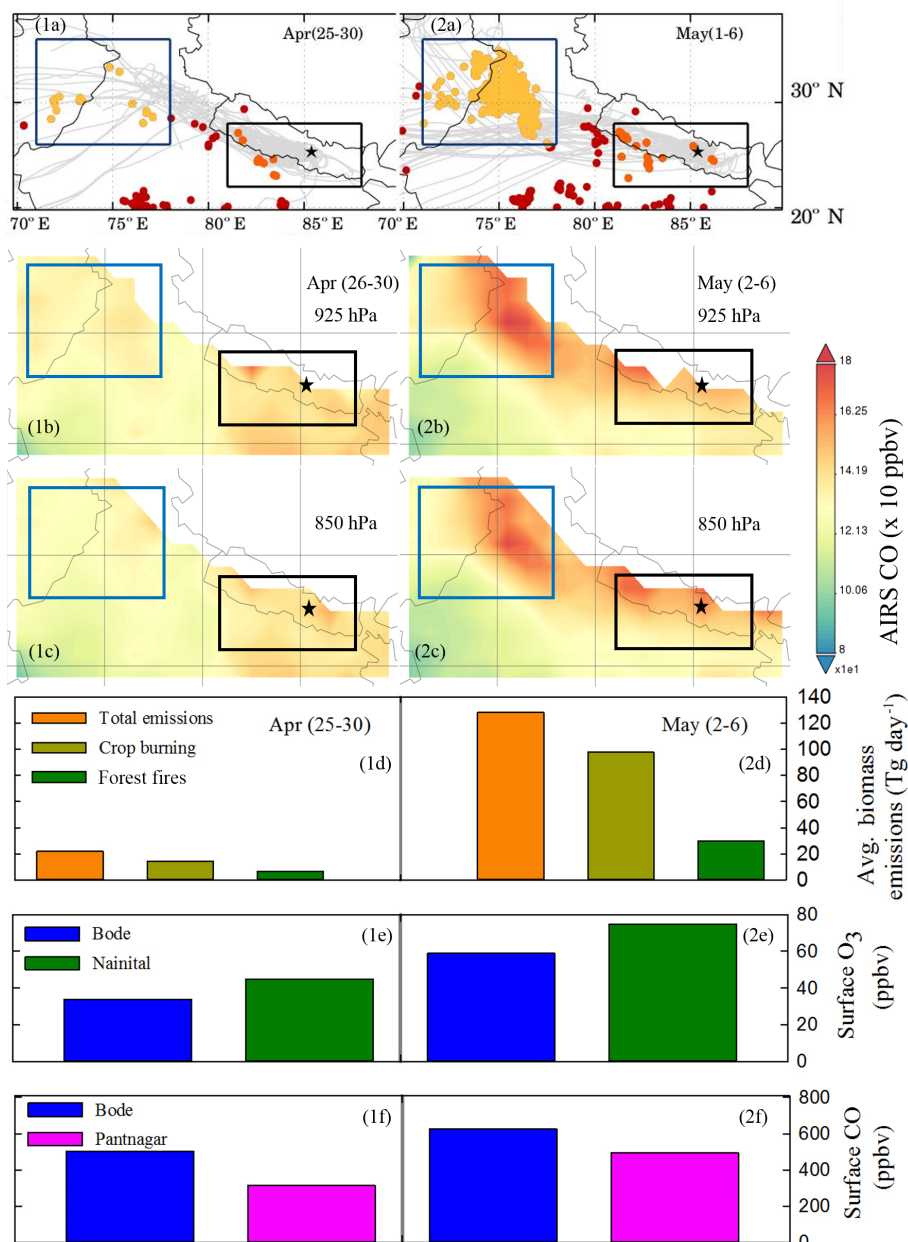 (1a)
Apr(25-30)
(2a)
May(1-6)
30° N
20° N
70° E
75° E
80° E
85° E
70° E
75° E
80° E
85° E
Apr (26-30)
925 hPa
(1b)
May (2-6)
925 hPa
(2b)
850 hPa
(1c)
850 hPa
(2c)
18
16.25
14.19
12.13
10.06
8
x1e1
AIRS CO (x 10 ppbv)
Total emissions
Crop burning
Forest fires
Apr (25-30)
(1d)
May (2-6)
(2d)
140
120
100
80
60
40
20
0
Avg. biomass
emissions (Tg day⁻¹)
Bode
Nainital
(1e)
(2e)
80
60
40
20
0
Surface O₃
(ppbv)
Bode
Pantnagar
(1f)
(2f)
800
600
400
200
0
Surface CO
(ppbv)